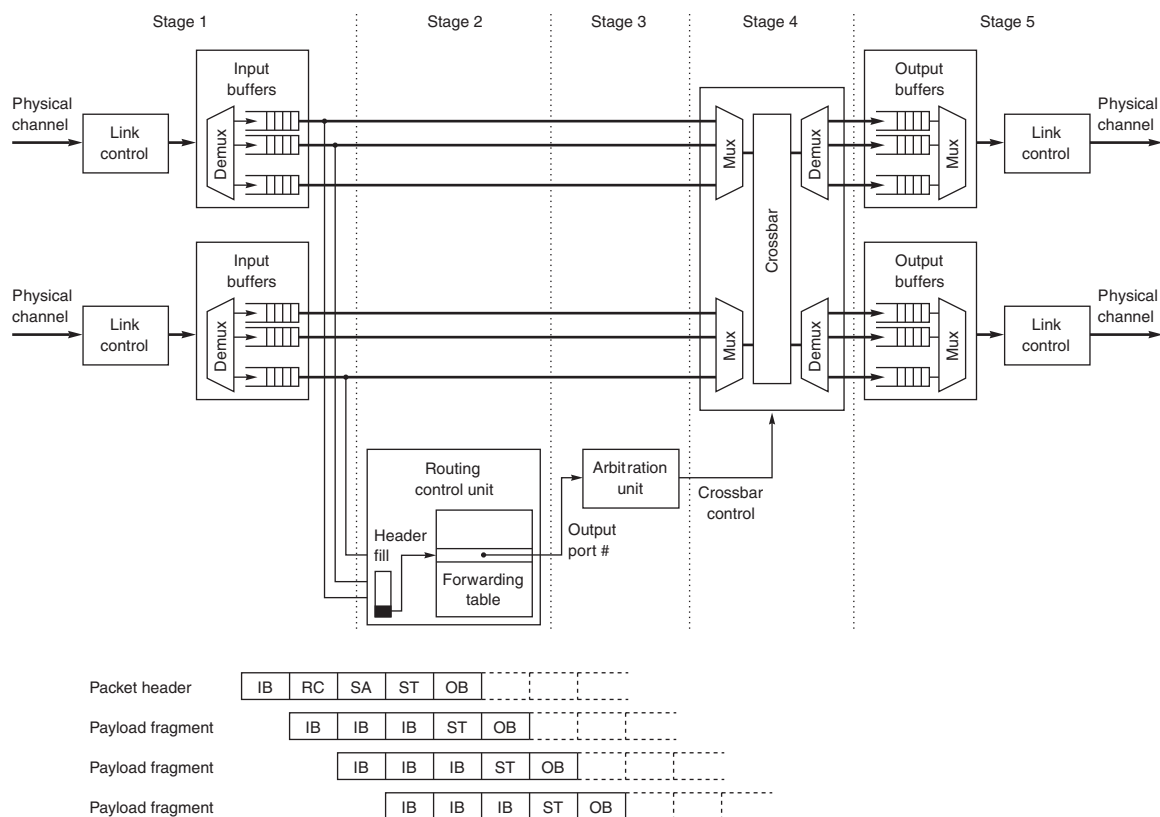 Stage 1
Stage 2
Stage 3
Stage 4
Stage 5
Physical
channel
Link
control
Input
buffers
Demux
Mux
Crossbar
Demux
Output
buffers
Mux
Link
control
Physical
channel
Physical
channel
Link
control
Input
buffers
Demux
Mux
Demux
Output
buffers
Mux
Link
control
Physical
channel
Routing
control unit
Header
fill
Forwarding
table
Output
port #
Arbitration
unit
Crossbar
control
Packet header IB RC SA ST OB
Payload fragment IB IB IB ST OB
Payload fragment IB IB IB ST OB
Payload fragment IB IB IB ST OB